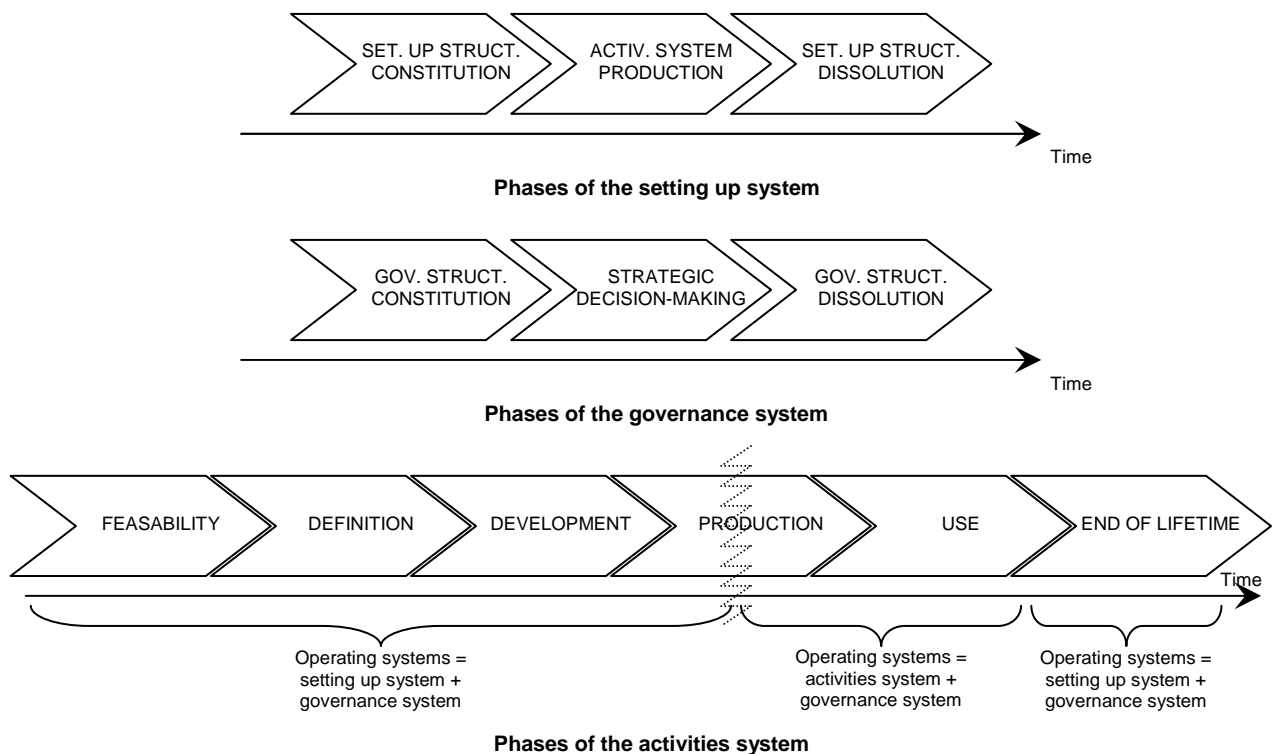 SET. UP STRUCT.
CONSTITUTION
ACTIV. SYSTEM
PRODUCTION
SET. UP STRUCT.
DISSOLUTION
Time
Phases of the setting up system
GOV. STRUCT.
CONSTITUTION
STRATEGIC
DECISION-MAKING
GOV. STRUCT.
DISSOLUTION
Time
Phases of the governance system
FEASABILITY
DEFINITION
DEVELOPMENT
PRODUCTION
USE
END OF LIFETIME
Time
Operating systems =
setting up system +
governance system
Operating systems =
activities system +
governance system
Operating systems =
setting up system +
governance system
Phases of the activities system